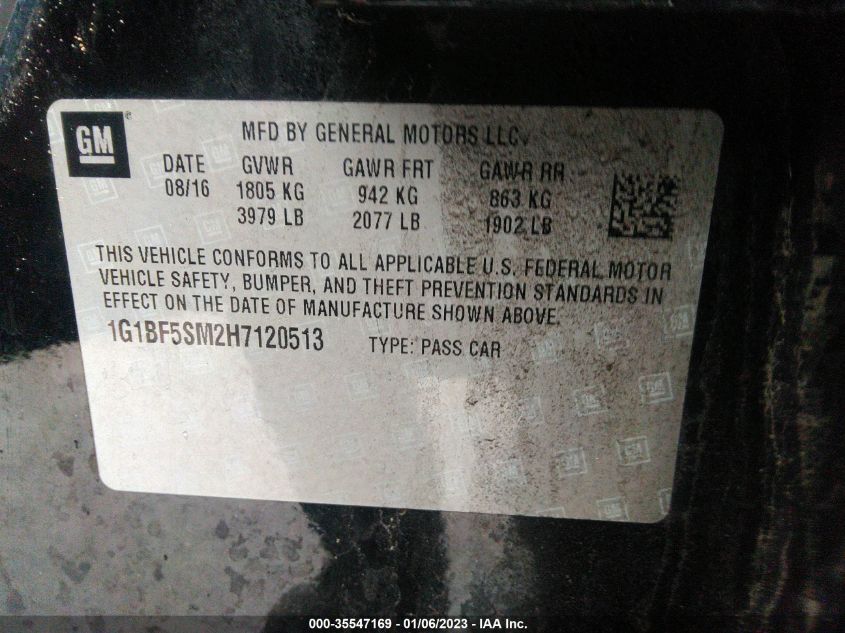 GM
MFD BY GENERAL MOTORS LLC.
DATE GVWR GAWR FRT GAWR RR
08/16 1805 KG 942 KG 863 KG
3979 LB 2077 LB 1902 LB
THIS VEHICLE CONFORMS TO ALL APPLICABLE U.S. FEDERAL MOTOR
VEHICLE SAFETY, BUMPER, AND THEFT PREVENTION STANDARDS IN
EFFECT ON THE DATE OF MANUFACTURE SHOWN ABOVE.
1G1BF5SM2H7120513 TYPE: PASS CAR
000-35547169 - 01/06/2023 - IAA Inc.